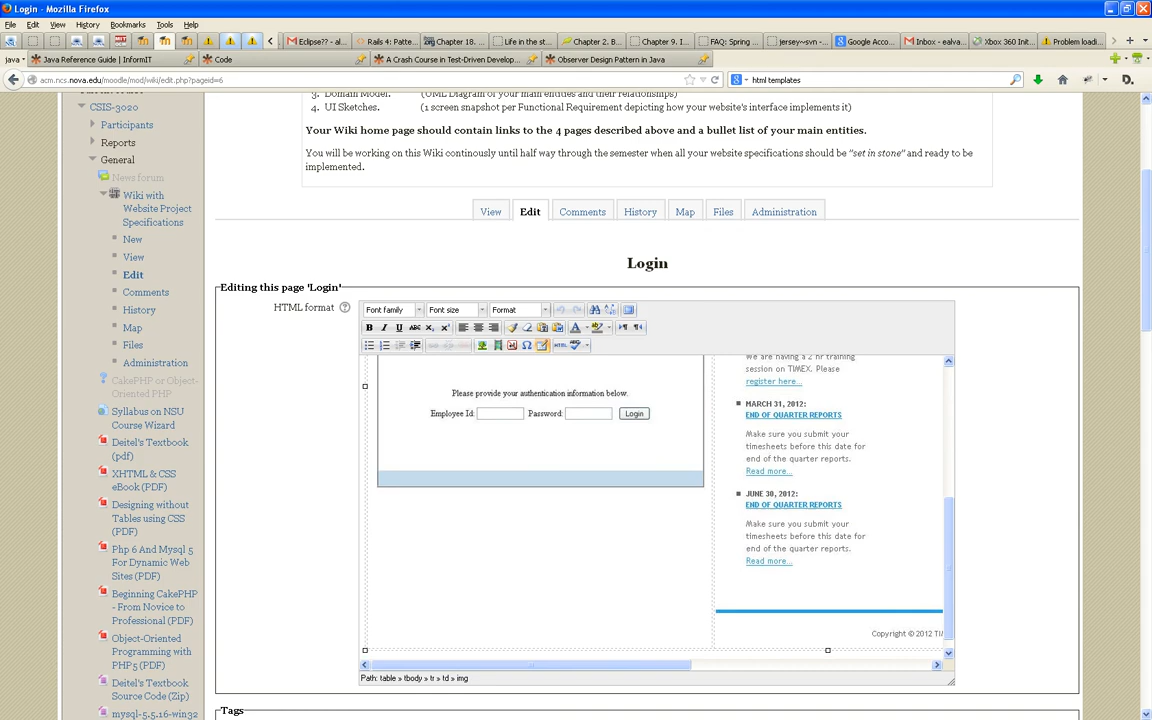 Login - Mozilla Firefox
File Edit View History Bookmarks Tools Help
Eclipse?? - al... Rails 4: Patte... Chapter 18. ... Life in the st... Chapter 2. B... Chapter 9. I... FAQ: Spring ... jersey~svn -... Google Acco... Inbox - ealva... Xbox 360 Init... Problem loadi...
java Java Reference Guide | InformIT Code A Crash Course in Test-Driven Develop... Observer Design Pattern in Java
acm.ncs.nova.edu/moodle/mod/wiki/edit.php?pageid=6 html templates
CSIS-3020
Participants
Reports
General
News forum
Wiki with
Website Project
Specifications
New
View
Edit
Comments
History
Map
Files
Administration
CakePHP or Object-
Oriented PHP
Syllabus on NSU
Course Wizard
Deitel's Textbook
(pdf)
XHTML & CSS
eBook (PDF)
Designing without
Tables using CSS
(PDF)
Php 6 And Mysql 5
For Dynamic Web
Sites (PDF)
Beginning CakePHP
- From Novice to
Professional (PDF)
Object-Oriented
Programming with
PHP5 (PDF)
Deitel's Textbook
Source Code (Zip)
mysql-5.5.16-win32
3. Domain Model. (UML Diagram of your main entities and their relationships)
4. UI Sketches. (1 screen snapshot per Functional Requirement depicting how your website's interface implements it)
Your Wiki home page should contain links to the 4 pages described above and a bullet list of your main entities.
You will be working on this Wiki continously until half way through the semester when all your website specifications should be "set in stone" and ready to be
implemented.
View Edit Comments History Map Files Administration
Login
Editing this page 'Login'
HTML format
Font family Font size Format
B I U ABC
HTML
Please provide your authentication information below.
Employee Id: Password: Login
We are having a 2 hr training
session on TIMEX. Please
register here...
MARCH 31, 2012:
END OF QUARTER REPORTS
Make sure you submit your
timesheets before this date for
end of the quarter reports.
Read more...
JUNE 30, 2012:
END OF QUARTER REPORTS
Make sure you submit your
timesheets before this date for
end of the quarter reports.
Read more...
Copyright © 2012 TIM
Path: table » tbody » tr » td » img
Tags